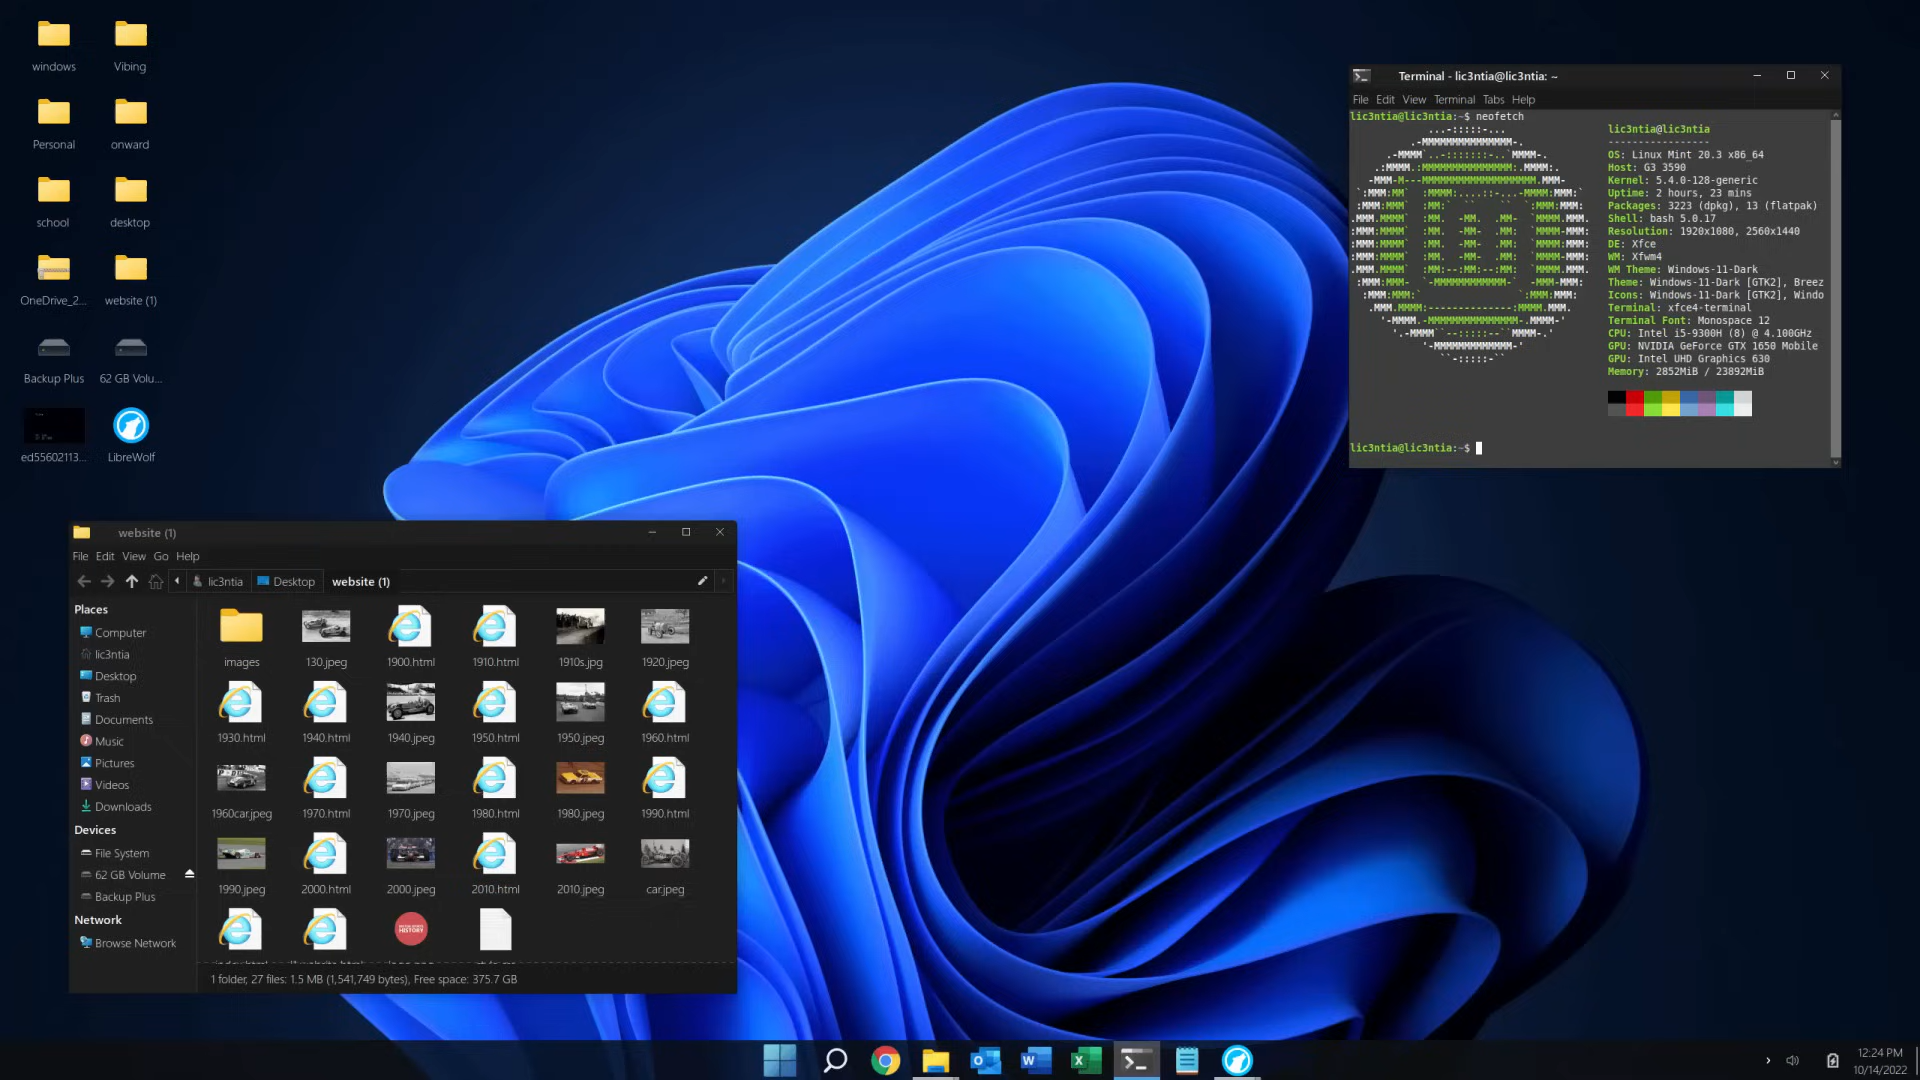 windows
Vibing
Personal
onward
school
desktop
OneDrive_2...
website (1)
Backup Plus
62 GB Volu...
ed55602113...
LibreWolf
Terminal - lic3ntia@lic3ntia: ~
File Edit View Terminal Tabs Help
lic3ntia@lic3ntia:~$ neofetch
lic3ntia@lic3ntia
-----------------
OS: Linux Mint 20.3 x86_64
Host: G3 3590
Kernel: 5.4.0-128-generic
Uptime: 2 hours, 23 mins
Packages: 3223 (dpkg), 13 (flatpak)
Shell: bash 5.0.17
Resolution: 1920x1080, 2560x1440
DE: Xfce
WM: Xfwm4
WM Theme: Windows-11-Dark
Theme: Windows-11-Dark [GTK2], Breez
Icons: Windows-11-Dark [GTK2], Windo
Terminal: xfce4-terminal
Terminal Font: Monospace 12
CPU: Intel i5-9300H (8) @ 4.100GHz
GPU: NVIDIA GeForce GTX 1650 Mobile
GPU: Intel UHD Graphics 630
Memory: 2852MiB / 23892MiB
lic3ntia@lic3ntia:~$
website (1)
File Edit View Go Help
lic3ntia Desktop website (1)
Places
Computer
lic3ntia
Desktop
Trash
Documents
Music
Pictures
Videos
Downloads
Devices
File System
62 GB Volume
Backup Plus
Network
Browse Network
images 130.jpeg 1900.html 1910.html 1910s.jpg 1920.jpeg
1930.html 1940.html 1940.jpeg 1950.html 1950.jpeg 1960.html
1960car.jpeg 1970.html 1970.jpeg 1980.html 1980.jpeg 1990.html
1990.jpeg 2000.html 2000.jpeg 2010.html 2010.jpeg car.jpeg
HISTORY
1 folder, 27 files: 1.5 MB (1,541,749 bytes), Free space: 375.7 GB
12:24 PM
10/14/2022